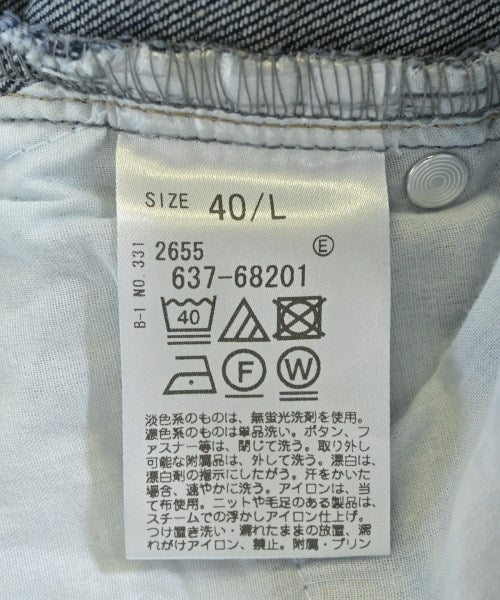 SIZE 40/L
B-1 NO.331
2655 Ⓔ
637-68201
40
F W
淡色系のものは、無蛍光洗剤を使用。
濃色系のものは単品洗い。ボタン、フ
ァスナー等は、閉じて洗う。取り外し
可能な附属品は、外して洗う。漂白は、
漂白剤の指示にしたがう。汗をかいた
場合、速やかに洗う。アイロンは、当
て布使用。ニットや毛足のある製品は、
スチームでの浮かしアイロン仕上げ。
つけ置き洗い・濡れたままの放置、濡
れがけアイロン、禁止。附属・プリン